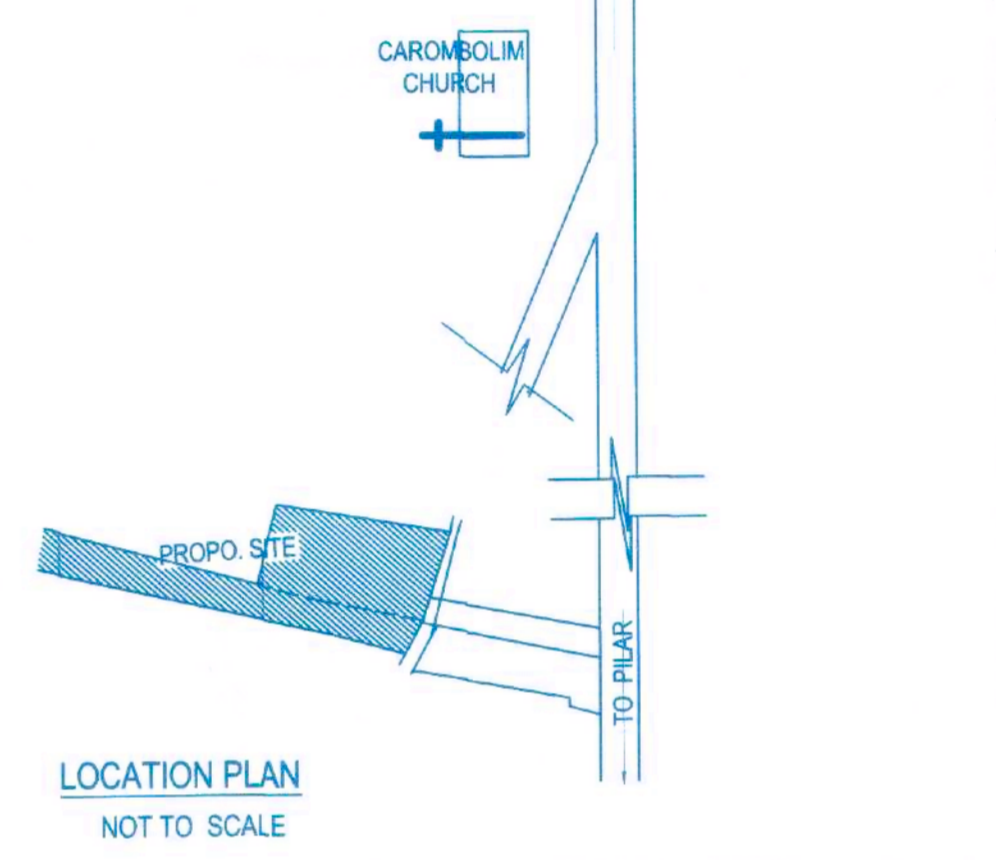 CAROMBOLIM
CHURCH
PROPO. SITE
TO PILAR
LOCATION PLAN
NOT TO SCALE